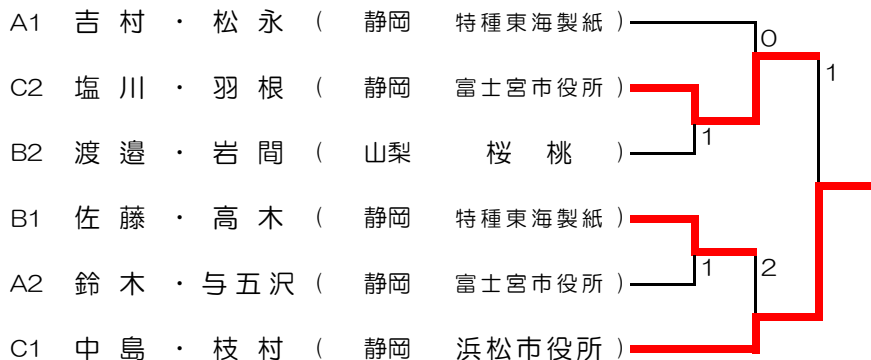 A1 吉 村 ・ 松 永 ( 静岡 特種東海製紙 )
0
1
C2 塩 川 ・ 羽 根 ( 静岡 富士宮市役所 )
1
B2 渡 邉 ・ 岩 間 ( 山梨 桜 桃 )
B1 佐 藤 ・ 高 木 ( 静岡 特種東海製紙 )
1 2
A2 鈴 木 ・ 与 五 沢 ( 静岡 富士宮市役所 )
C1 中 島 ・ 枝 村 ( 静岡 浜松市役所 )